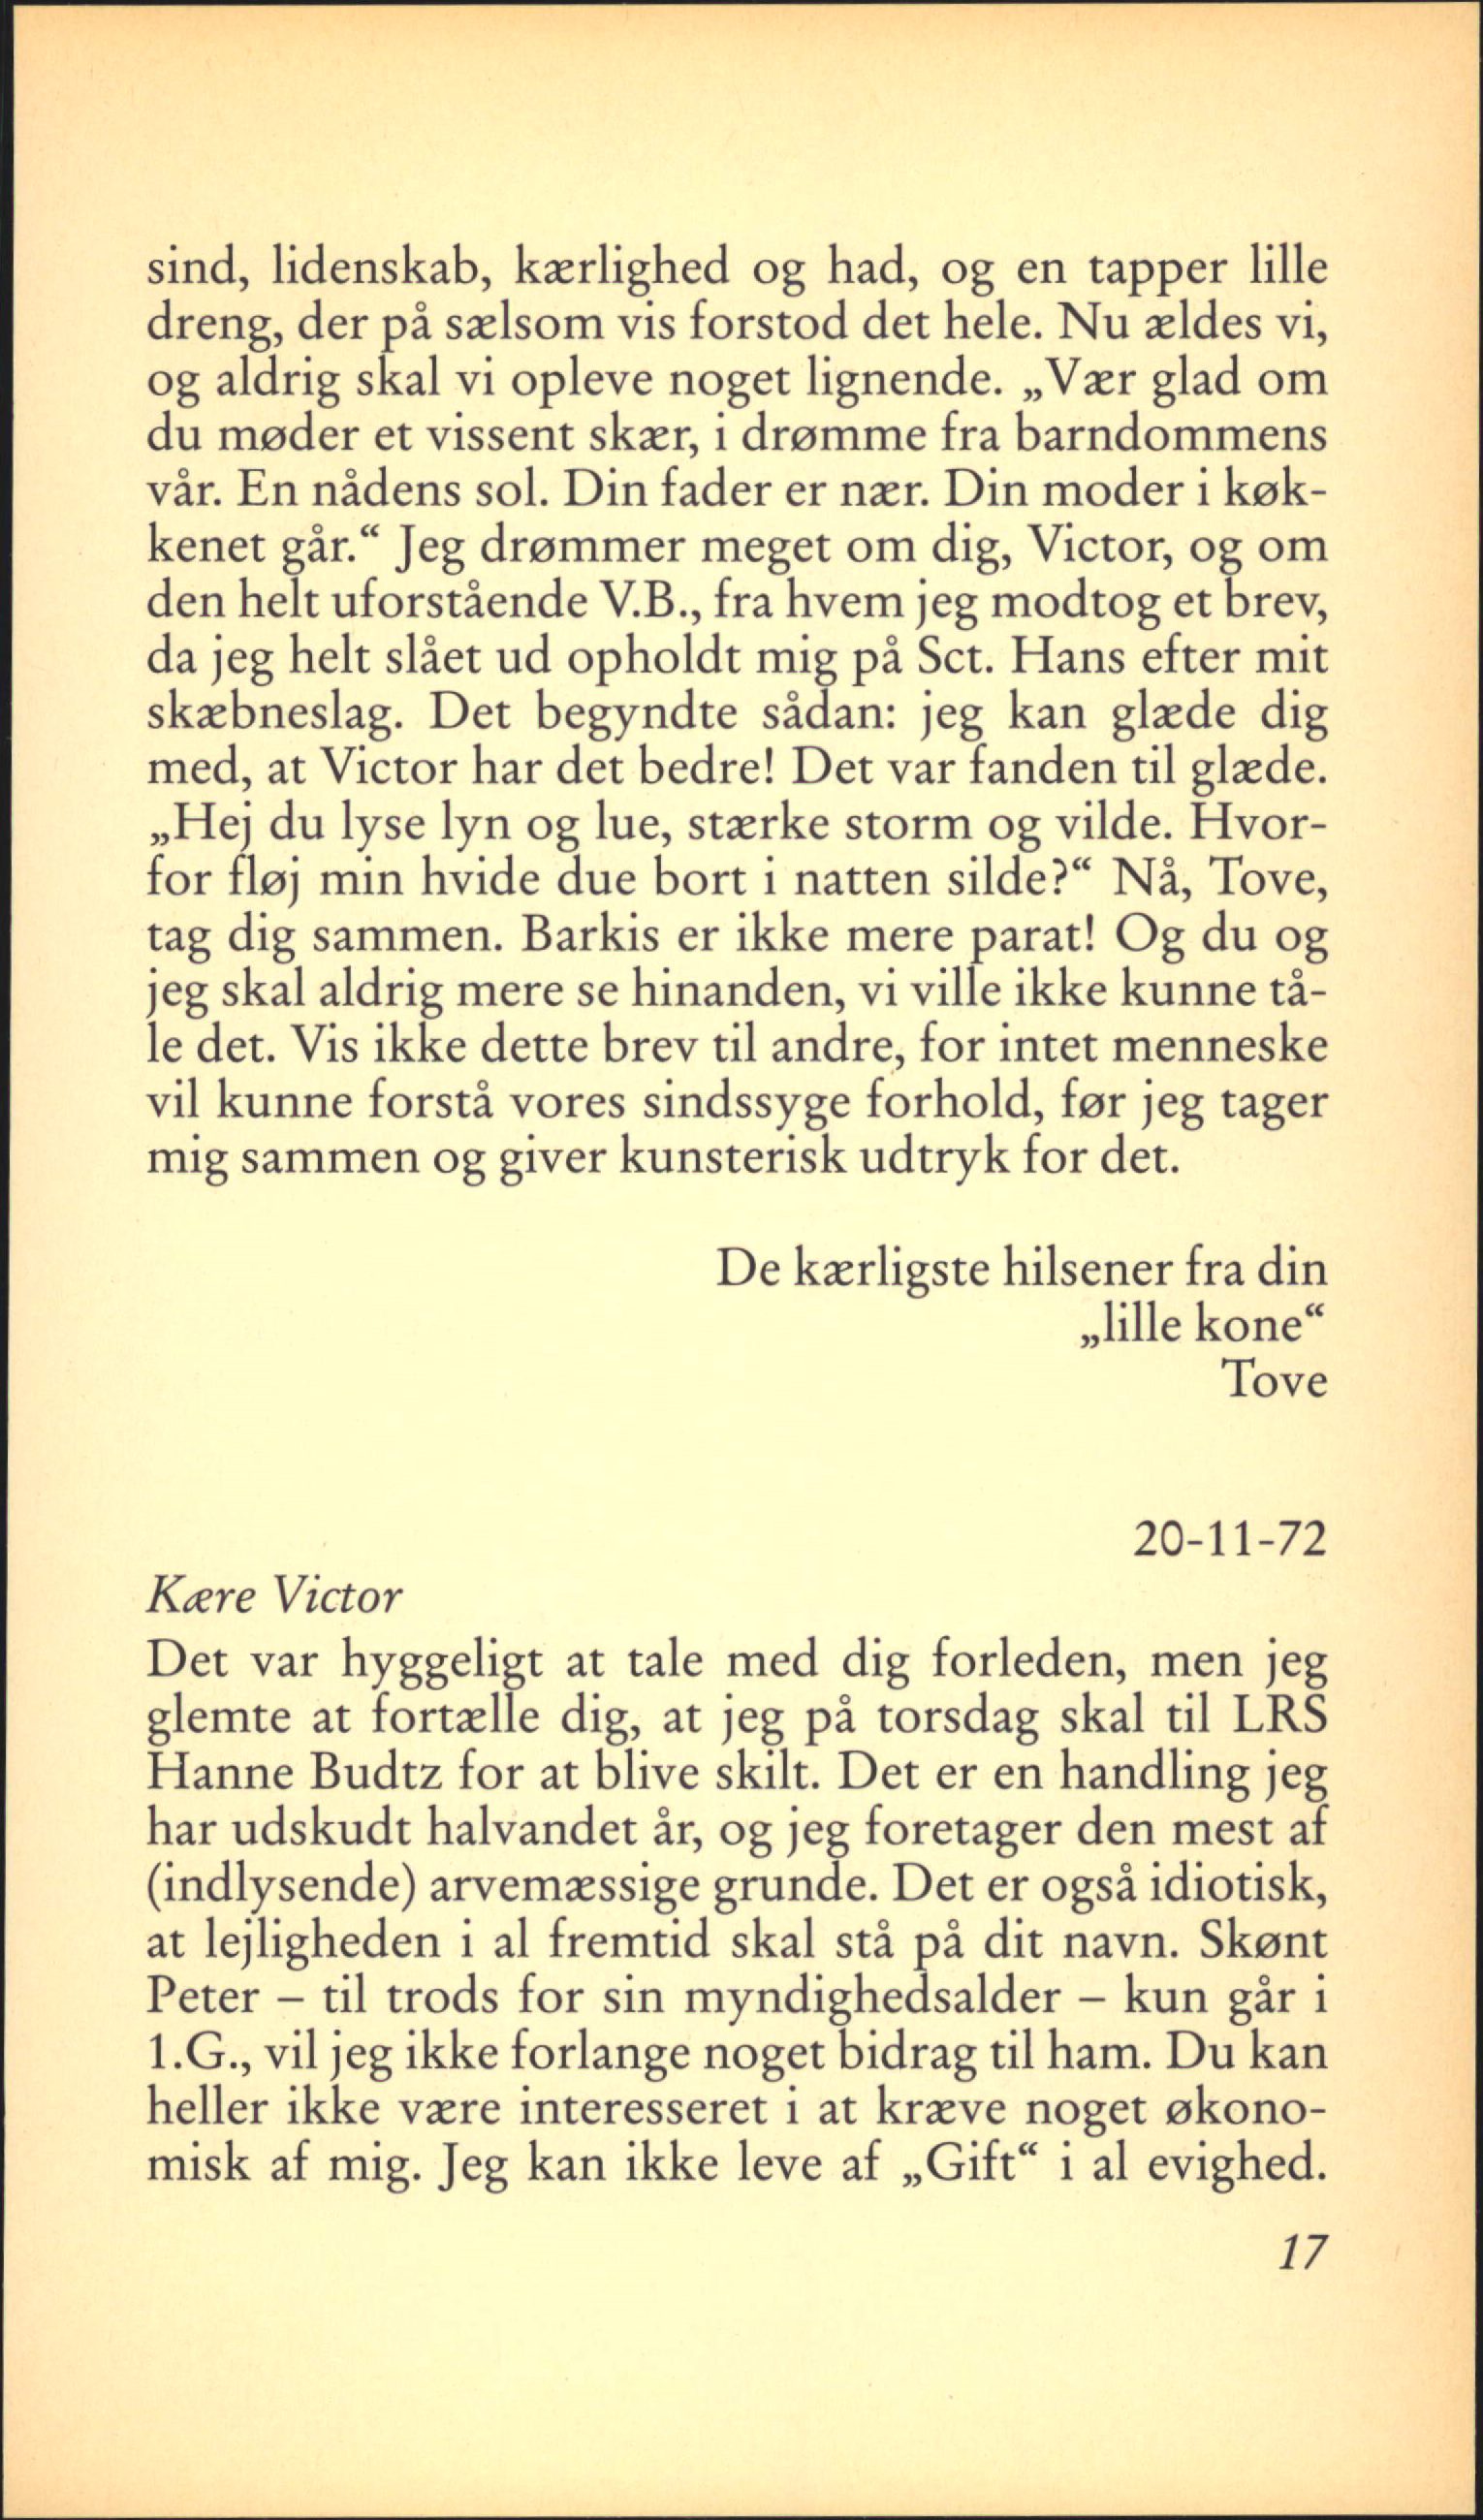 sind, lidenskab, kærlighed og had, og en tapper lille
dreng, der på sælsom vis forstod det hele. Nu ældes vi,
og aldrig skal vi opleve noget lignende. „Vær glad om
du møder et vissent skær, i drømme fra barndommens
vår. En nådens sol. Din fader er nær. Din moder i køk-
kenet går.“ Jeg drømmer meget om dig, Victor, og om
den helt uforstående V.B., fra hvem jeg modtog et brev,
da jeg helt slået ud opholdt mig på Sct. Hans efter mit
skæbneslag. Det begyndte sådan: jeg kan glæde dig
med, at Victor har det bedre! Det var fanden til glæde.
„Hej du lyse lyn og lue, stærke storm og vilde. Hvor-
for fløj min hvide due bort i natten silde?“ Nå, Tove,
tag dig sammen. Barkis er ikke mere parat! Og du og
jeg skal aldrig mere se hinanden, vi ville ikke kunne tå-
le det. Vis ikke dette brev til andre, for intet menneske
vil kunne forstå vores sindssyge forhold, før jeg tager
mig sammen og giver kunsterisk udtryk for det.
De kærligste hilsener fra din
„lille kone“
Tove
20-11-72
Kære Victor
Det var hyggeligt at tale med dig forleden, men jeg
glemte at fortælle dig, at jeg på torsdag skal til LRS
Hanne Budtz for at blive skilt. Det er en handling jeg
har udskudt halvandet år, og jeg foretager den mest af
(indlysende) arvemæssige grunde. Det er også idiotisk,
at lejligheden i al fremtid skal stå på dit navn. Skønt
Peter – til trods for sin myndighedsalder – kun går i
1.G., vil jeg ikke forlange noget bidrag til ham. Du kan
heller ikke være interesseret i at kræve noget økono-
misk af mig. Jeg kan ikke leve af „Gift“ i al evighed.
17